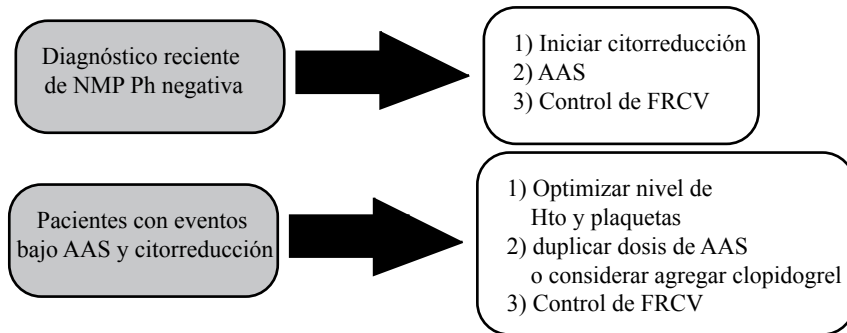 Diagnóstico reciente
de NMP Ph negativa
1) Iniciar citorreducción
2) AAS
3) Control de FRCV
Pacientes con eventos
bajo AAS y citorreducción
1) Optimizar nivel de
Hto y plaquetas
2) duplicar dosis de AAS
o considerar agregar clopidogrel
3) Control de FRCV